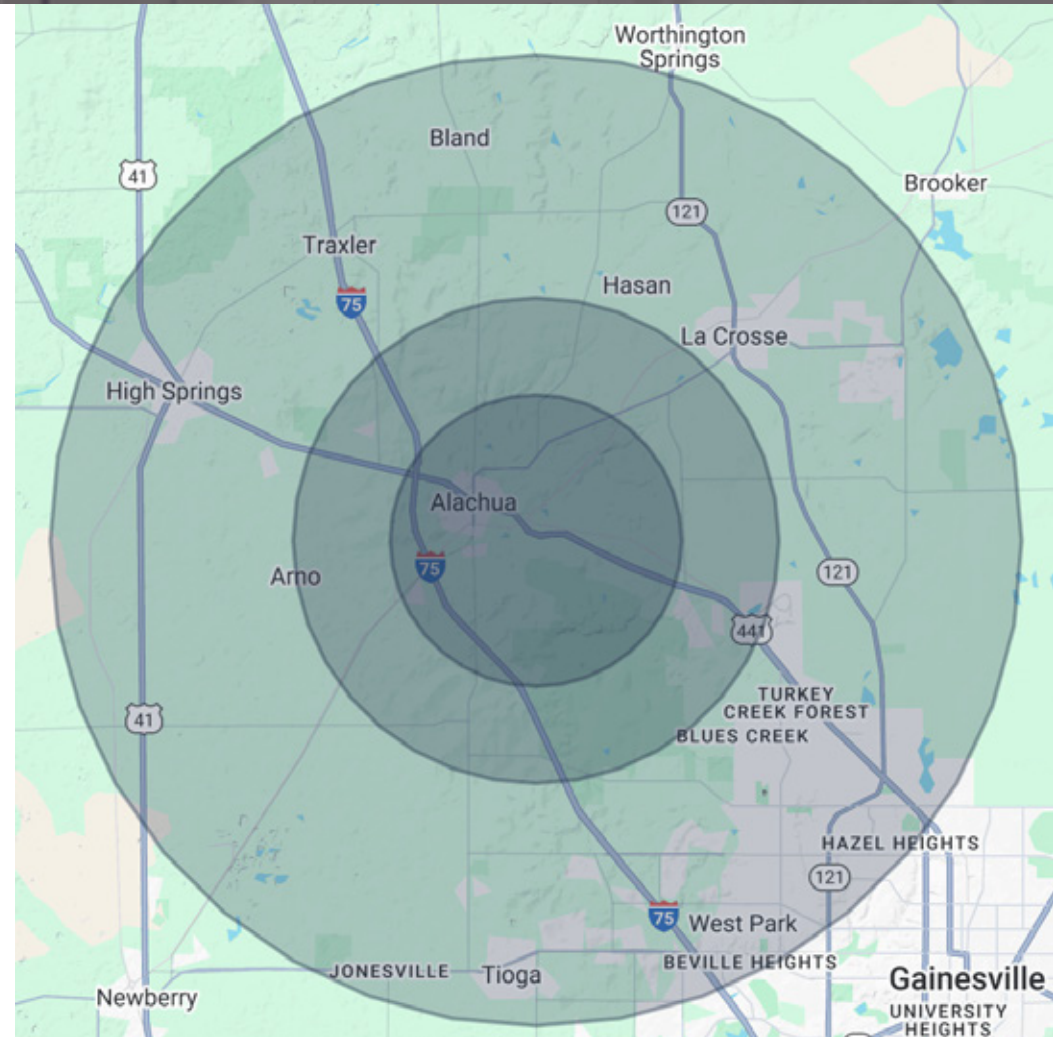 Worthington
Springs
Bland
41
Brooker
121
Traxler
Hasan
75
La Crosse
High Springs
Alachua
75
Arno
121
441
TURKEY
CREEK FOREST
41
BLUES CREEK
HAZEL HEIGHTS
121
75
West Park
BEVILLE HEIGHTS
JONESVILLE
Tioga
Gainesville
Newberry
UNIVERSITY
HEIGHTS